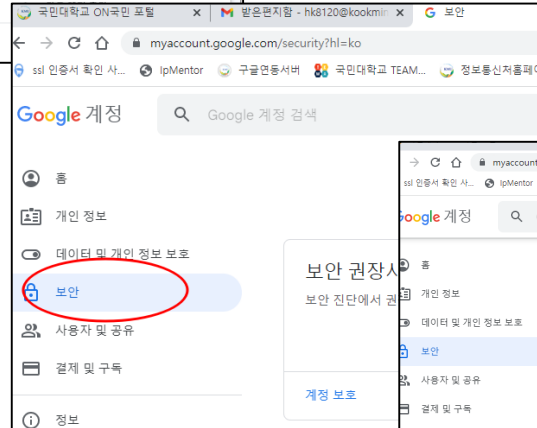 국민대학교 ON국민 포털
받은편지함 - hk8120@kookmin
보안
myaccount.google.com/security?hl=ko
ssl 인증서 확인 사...
IpMentor
구글연동서버
국민대학교 TEAM...
정보통신처홈페이
Google 계정
Google 계정 검색
홈
개인 정보
데이터 및 개인 정보 보호
보안
사용자 및 공유
결제 및 구독
정보
보안 권장
보안 진단에서 권
계정 보호
myaccount
ssl 인증서 확인 사...
IpMentor
oogle 계정
홈
개인 정보
데이터 및 개인 정보 보호
보안
사용자 및 공유
결제 및 구독